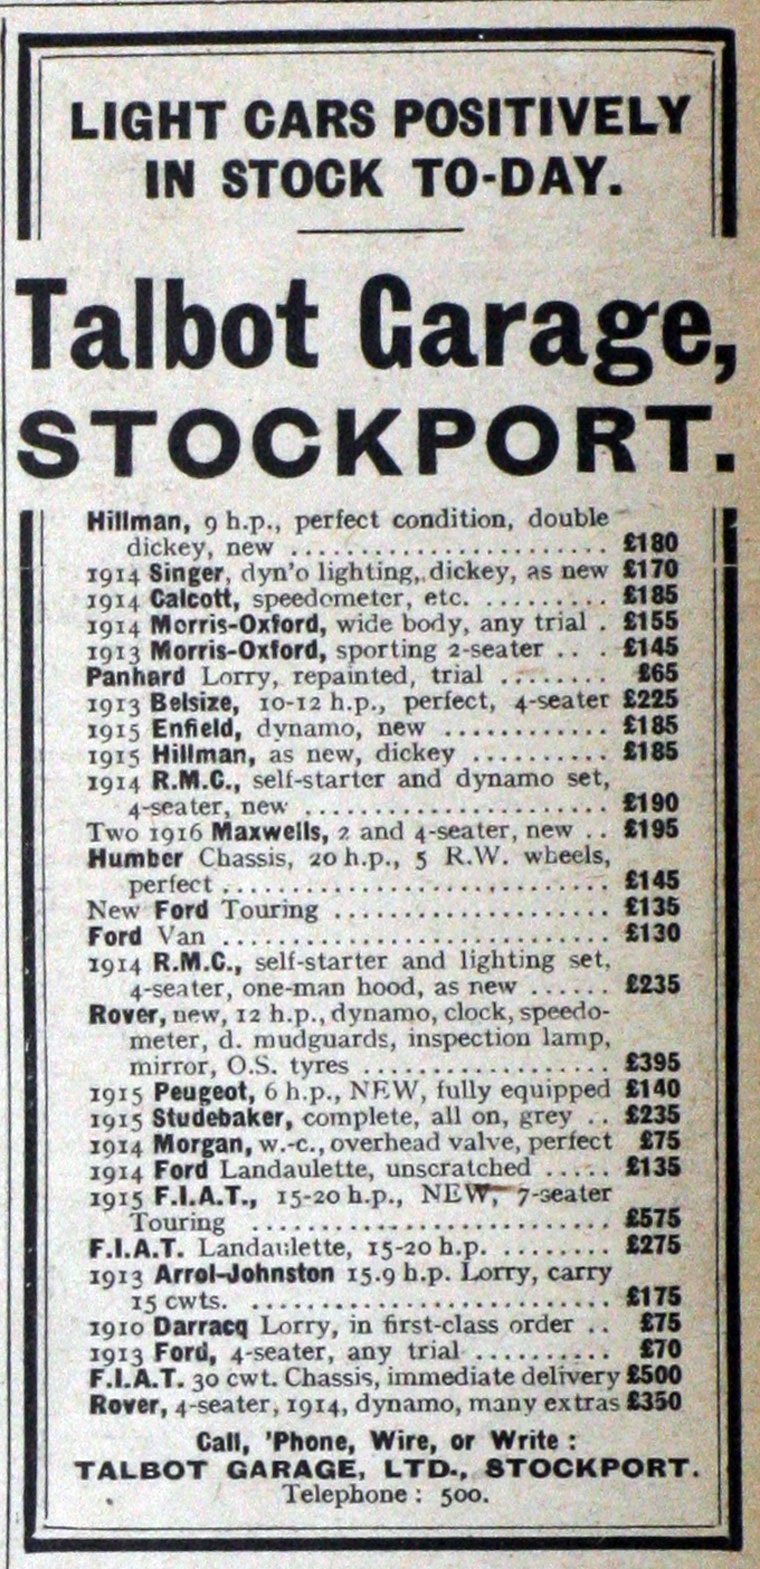 LIGHT CARS POSITIVELY
IN STOCK TO-DAY.
Talbot Garage,
STOCKPORT.
Hillman, 9 h.p., perfect condition, double
dickey, new ...................... £180
1914 Singer, dyn'o lighting, dickey, as new £170
1914 Calcott, speedometer, etc. ......... £185
1914 Morris-Oxford, wide body, any trial . £155
1913 Morris-Oxford, sporting 2-seater .. . £145
Panhard Lorry, repainted, trial ........ £65
1913 Belsize, 10-12 h.p., perfect, 4-seater £225
1915 Enfield, dynamo, new ............ £185
1915 Hillman, as new, dickey .......... £185
1914 R.M.C., self-starter and dynamo set,
4-seater, new ..................... £190
Two 1916 Maxwells, 2 and 4-seater, new .. £195
Humber Chassis, 20 h.p., 5 R.W. wheels,
perfect ........................... £145
New Ford Touring ................... £135
Ford Van ........................... £130
1914 R.M.C., self-starter and lighting set,
4-seater, one-man hood, as new ...... £235
Rover, new, 12 h.p., dynamo, clock, speedo-
meter, d. mudguards, inspection lamp,
mirror, O.S. tyres ................. £395
1915 Peugeot, 6 h.p., NEW, fully equipped £140
1915 Studebaker, complete, all on, grey .. £235
1914 Morgan, w.-c., overhead valve, perfect £75
1914 Ford Landaulette, unscratched ..... £135
1915 F.I.A.T., 15-20 h.p., NEW, 7-seater
Touring ......................... £575
F.I.A.T. Landaulette, 15-20 h.p. ........ £275
1913 Arrol-Johnston 15.9 h.p. Lorry, carry
15 cwts. ......................... £175
1910 Darracq Lorry, in first-class order .. £75
1913 Ford, 4-seater, any trial .......... £70
F.I.A.T. 30 cwt. Chassis, immediate delivery £500
Rover, 4-seater, 1914, dynamo, many extras £350
Call, 'Phone, Wire, or Write :
TALBOT GARAGE, LTD., STOCKPORT.
Telephone : 500.